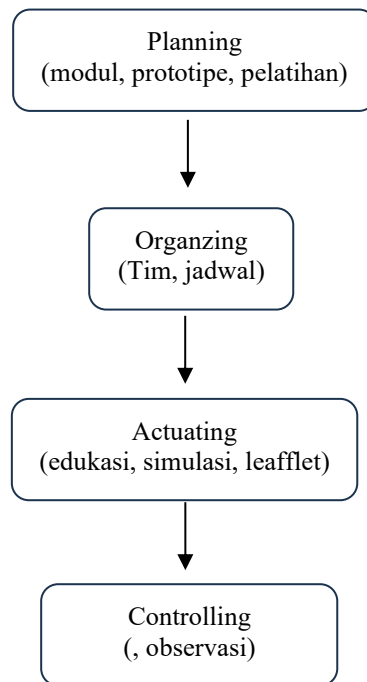 Planning
(modul, prototipe, pelatihan)
Organzing
(Tim, jadwal)
Actuating
(edukasi, simulasi, leafflet)
Controlling
(, observasi)